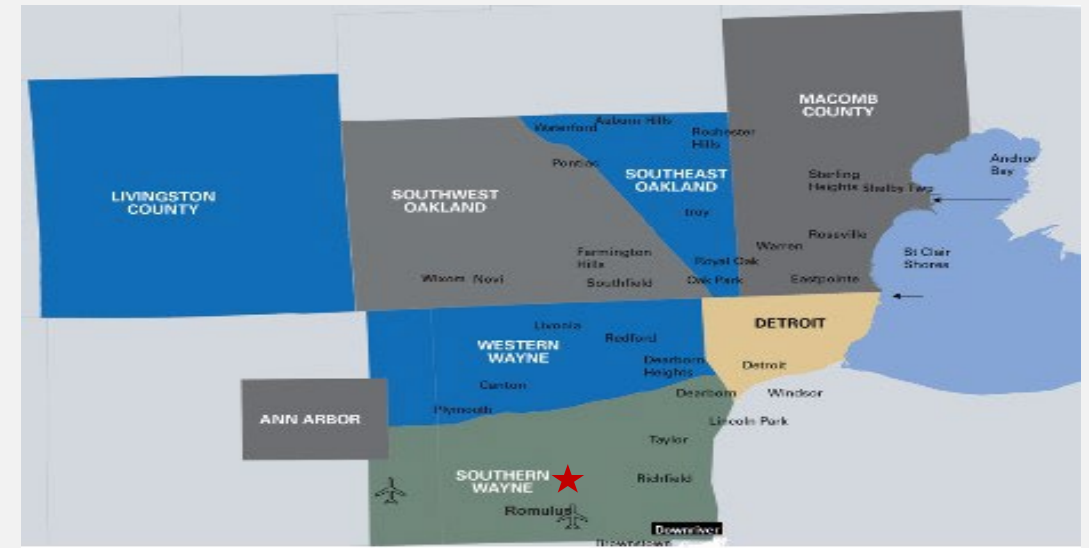 MACOMB
COUNTY
Auburn Hills
Waterford
Rochester
Hills
Pontiac
Anchor
Bay
SOUTHEAST
OAKLAND
Sterling
Heights Shelby Twp
LIVINGSTON
COUNTY
SOUTHWEST
OAKLAND
troy
Rossville
Warren
Farmington
Hills
Royal Oak
St Clair
Shores
Wixom Novi
Southfield
Oak Park
Eastpointe
Livonia
DETROIT
Redford
WESTERN
WAYNE
Dearborn
Heights
Detroit
Canton
Dearborn
Windsor
Plymouth
ANN ARBOR
Lincoln Park
Taylor
SOUTHERN
WAYNE
Richfield
Romulus
Downriver
Brownstown